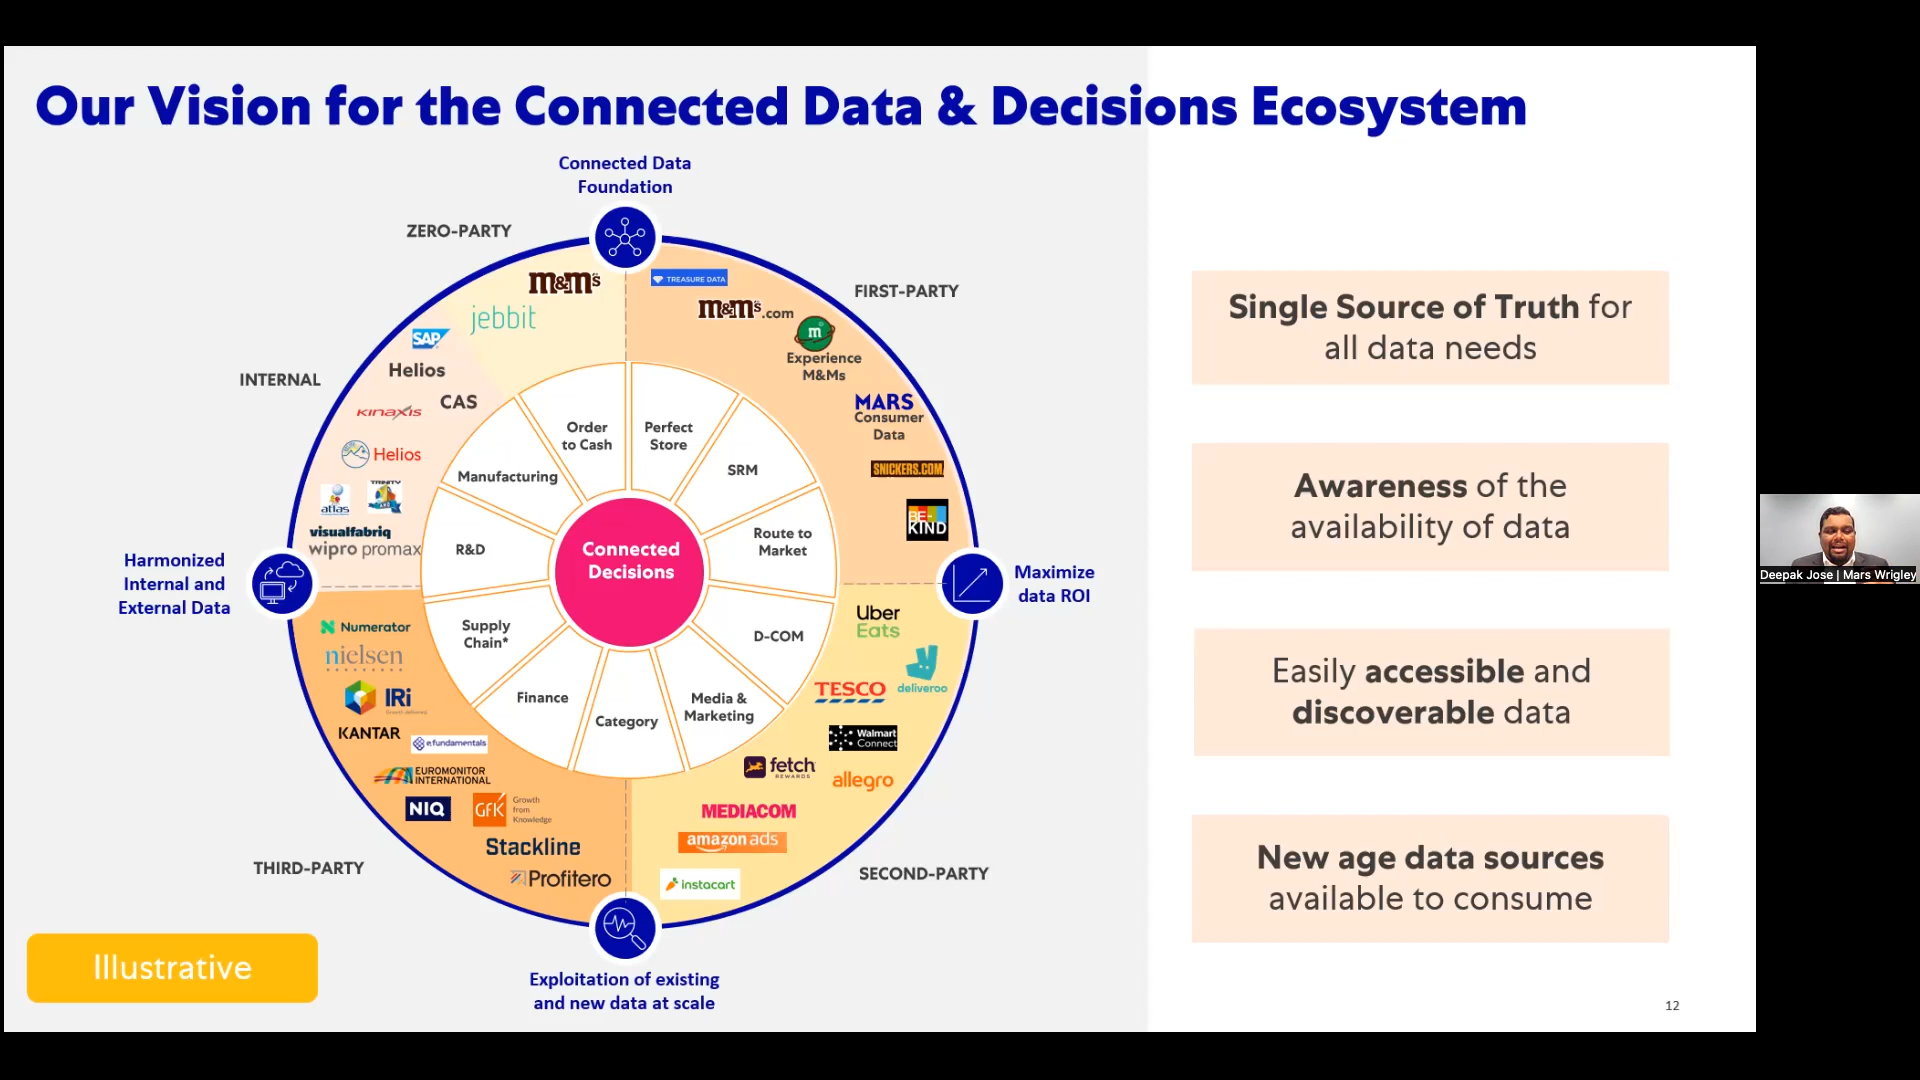 Our Vision for the Connected Data & Decisions Ecosystem
Connected Data
Foundation
ZERO-PARTY
m&m's
jebbit
FIRST-PARTY
TREASURE DATA
m&m's.com
m
Experience
M&Ms
MARS
Consumer
Data
SNICKERS.COM
BE-
KIND
INTERNAL
SAP
Helios
CAS
KINAXIS
Helios
atlas
TRINITY
visualfabriq
wipro promax
Order
to Cash
Perfect
Store
SRM
Route to
Market
D-COM
Media &
Marketing
Category
Finance
Supply
Chain*
R&D
Manufacturing
Connected
Decisions
Harmonized
Internal and
External Data
Maximize
data ROI
Numerator
nielsen
IRi
Growth delivered.
KANTAR
e.fundamentals
EUROMONITOR
INTERNATIONAL
NIQ
GfK
Growth
from
Knowledge
Stackline
Profitero
THIRD-PARTY
Uber
Eats
deliveroo
TESCO
Walmart
Connect
fetch
REWARDS
allegro
MEDIACOM
amazon ads
instacart
SECOND-PARTY
Exploitation of existing
and new data at scale
Illustrative
Single Source of Truth for
all data needs
Awareness of the
availability of data
Easily accessible and
discoverable data
New age data sources
available to consume
12
Deepak Jose | Mars Wrigley